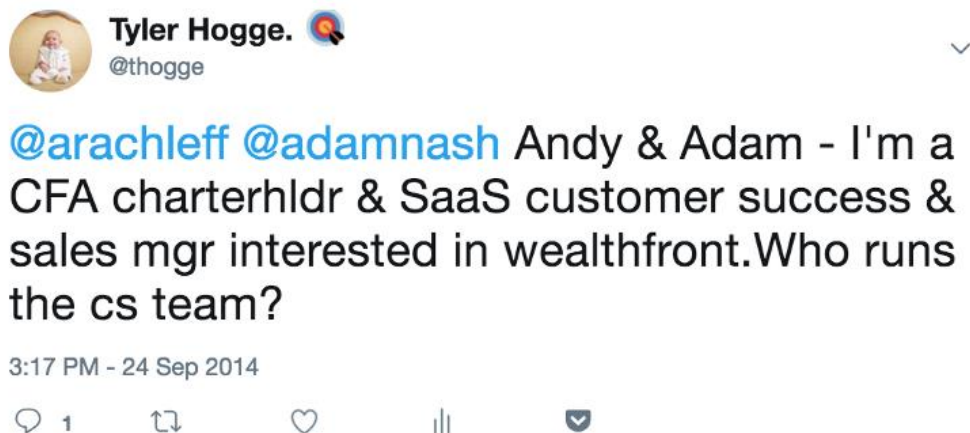 Tyler Hogge. 🎯
@thogge
@arachleff @adamnash Andy & Adam - I'm a
CFA charterhldr & SaaS customer success &
sales mgr interested in wealthfront.Who runs
the cs team?
3:17 PM - 24 Sep 2014
1